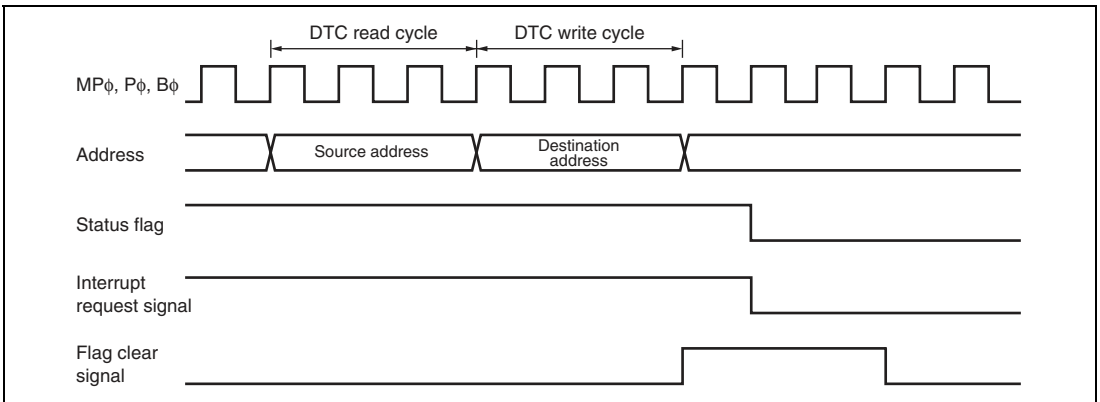 DTC read cycle DTC write cycle
MPφ, Pφ, Bφ
Address
Source address
Destination
address
Status flag
Interrupt
request signal
Flag clear
signal